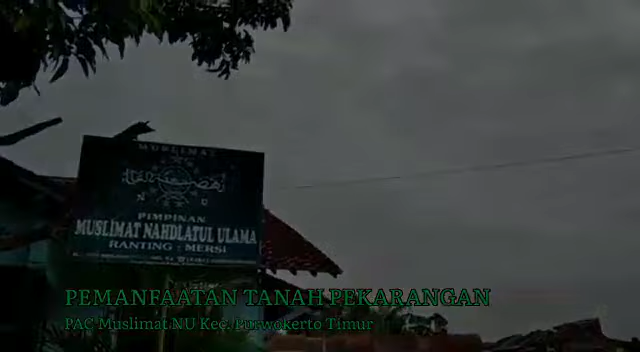 MUSLIMAT
N U
PIMPINAN
MUSLIMAT NAHDLATUL ULAMA
RANTING : MERSI
PEMANFAATAN TANAH PEKARANGAN
PAC Muslimat NU Kec. Purwokerto Timur